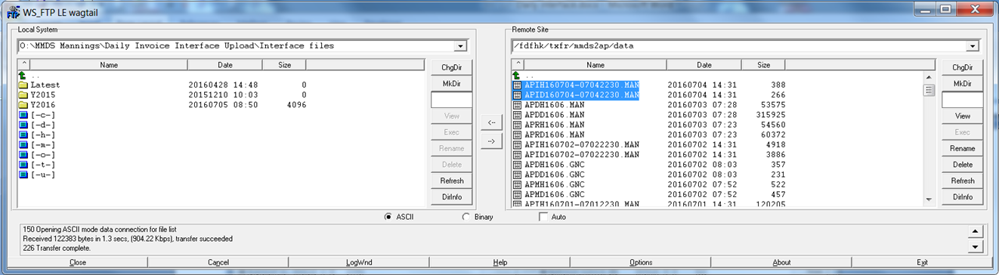 WS_FTP LE wagtail
Local System
O:\MMDS Mannings\Daily Invoice Interface Upload\Interface files
^ Name Date Size
..
Latest 20160428 14:48 0
Y2015 20151210 10:03 0
Y2016 20160705 08:50 4096
[-c-]
[-d-]
[-h-]
[-m-]
[-o-]
[-t-]
[-u-]
ChgDir
MkDir
View
Exec
Rename
Delete
Refresh
DirInfo
<--
-->
Remote Site
/fdfhk/txfr/mmds2ap/data
^ Name Date Size
..
APIH160704-07042230.MAN 20160704 14:31 388
APID160704-07042230.MAN 20160704 14:31 266
APDH1606.MAN 20160703 07:28 53575
APDD1606.MAN 20160703 07:28 315925
APRH1606.MAN 20160703 07:23 54560
APRD1606.MAN 20160703 07:23 60372
APIH160702-07022230.MAN 20160702 14:31 4918
APID160702-07022230.MAN 20160702 14:31 3886
APDH1606.GNC 20160702 08:03 357
APDD1606.GNC 20160702 08:03 231
APMH1606.GNC 20160702 07:52 522
APMD1606.GNC 20160702 07:52 457
APIH160701-07012230.MAN 20160701 14:31 120205
ChgDir
MkDir
View
Exec
Rename
Delete
Refresh
DirInfo
ASCII Binary Auto
150 Opening ASCII mode data connection for file list
Received 122383 bytes in 1.3 secs, (904.22 Kbps), transfer succeeded
226 Transfer complete.
Close Cancel LogWnd Help Options About Exit